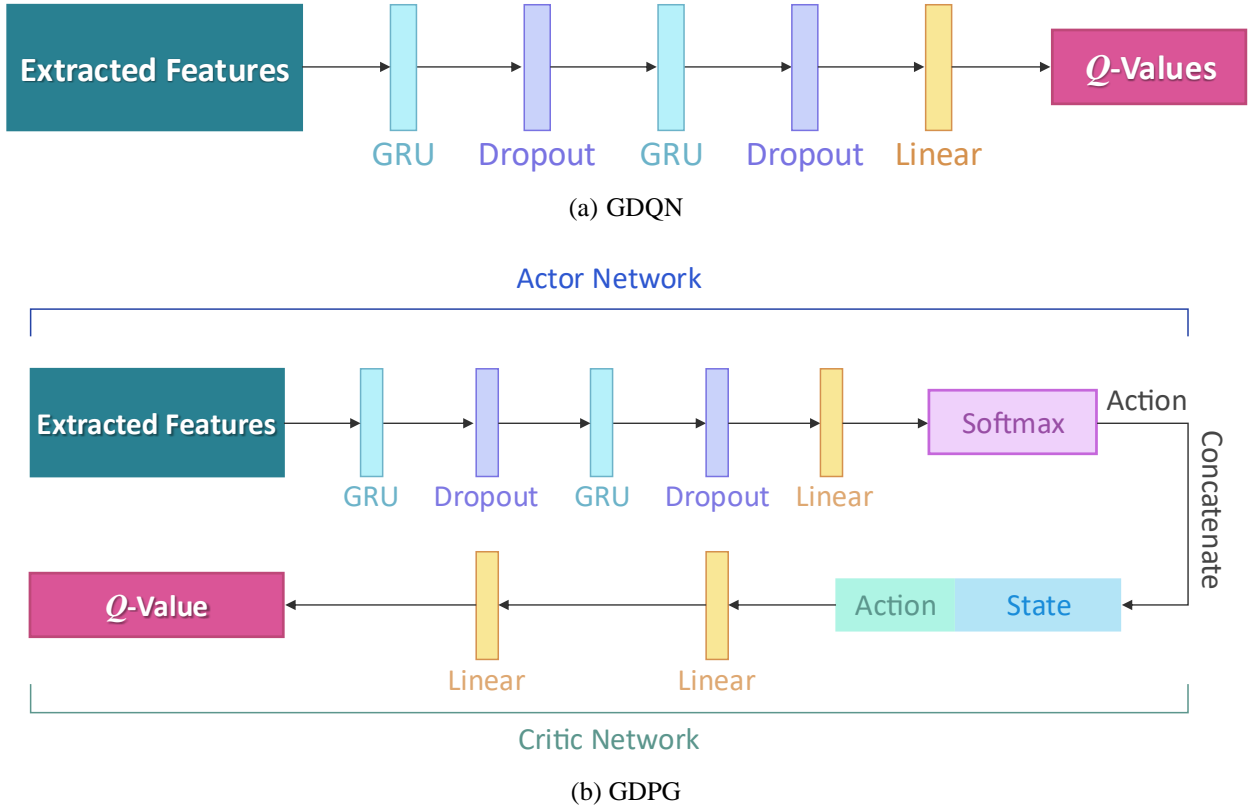 Extracted Features
Q-Values
GRU
Dropout
GRU
Dropout
Linear
(a) GDQN
Actor Network
Extracted Features
Softmax
Action
Concatenate
GRU
Dropout
GRU
Dropout
Linear
Q-Value
Action
State
Linear
Linear
Critic Network
(b) GDPG